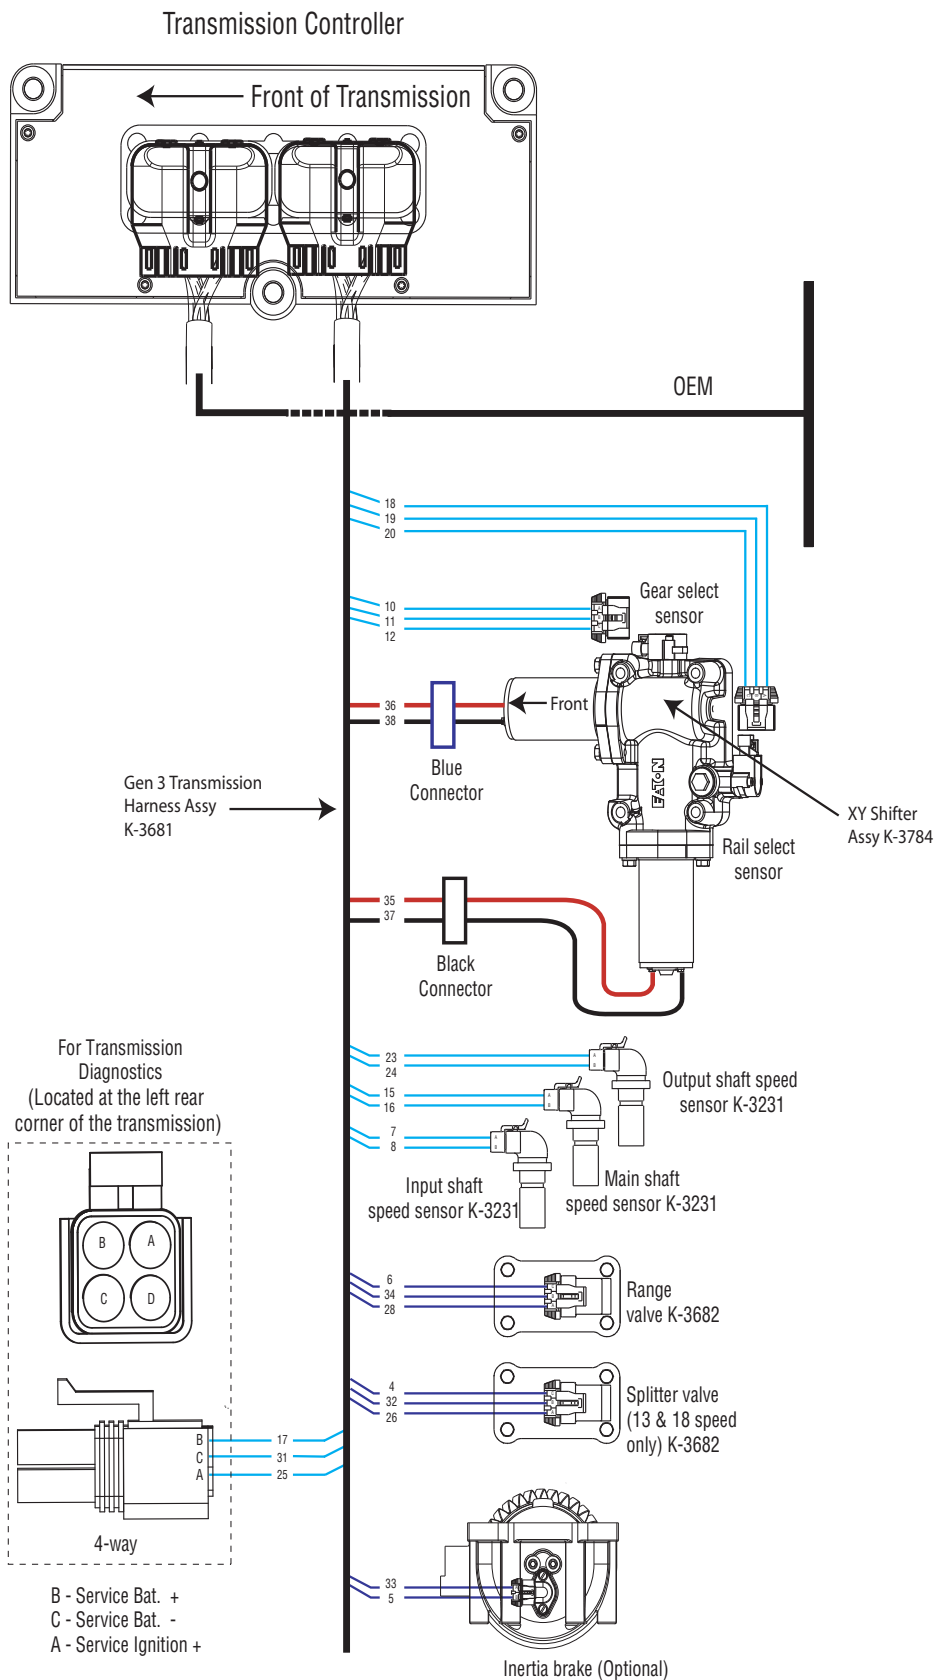 Transmission Controller
Front of Transmission
OEM
18
19
20
10
11
12
Gear select
sensor
36
38
Front
Blue
Connector
EATON
Gen 3 Transmission
Harness Assy
K-3681
XY Shifter
Assy K-3784
Rail select
sensor
35
37
Black
Connector
For Transmission
Diagnostics
(Located at the left rear
corner of the transmission)
23
24
A
B
Output shaft speed
sensor K-3231
15
16
A
B
Main shaft
speed sensor K-3231
7
8
A
B
Input shaft
speed sensor K-3231
B
A
C
D
6
34
28
Range
valve K-3682
4
32
26
Splitter valve
(13 & 18 speed
only) K-3682
B
C
A
17
31
25
4-way
B - Service Bat. +
C - Service Bat. -
A - Service Ignition +
33
5
Inertia brake (Optional)